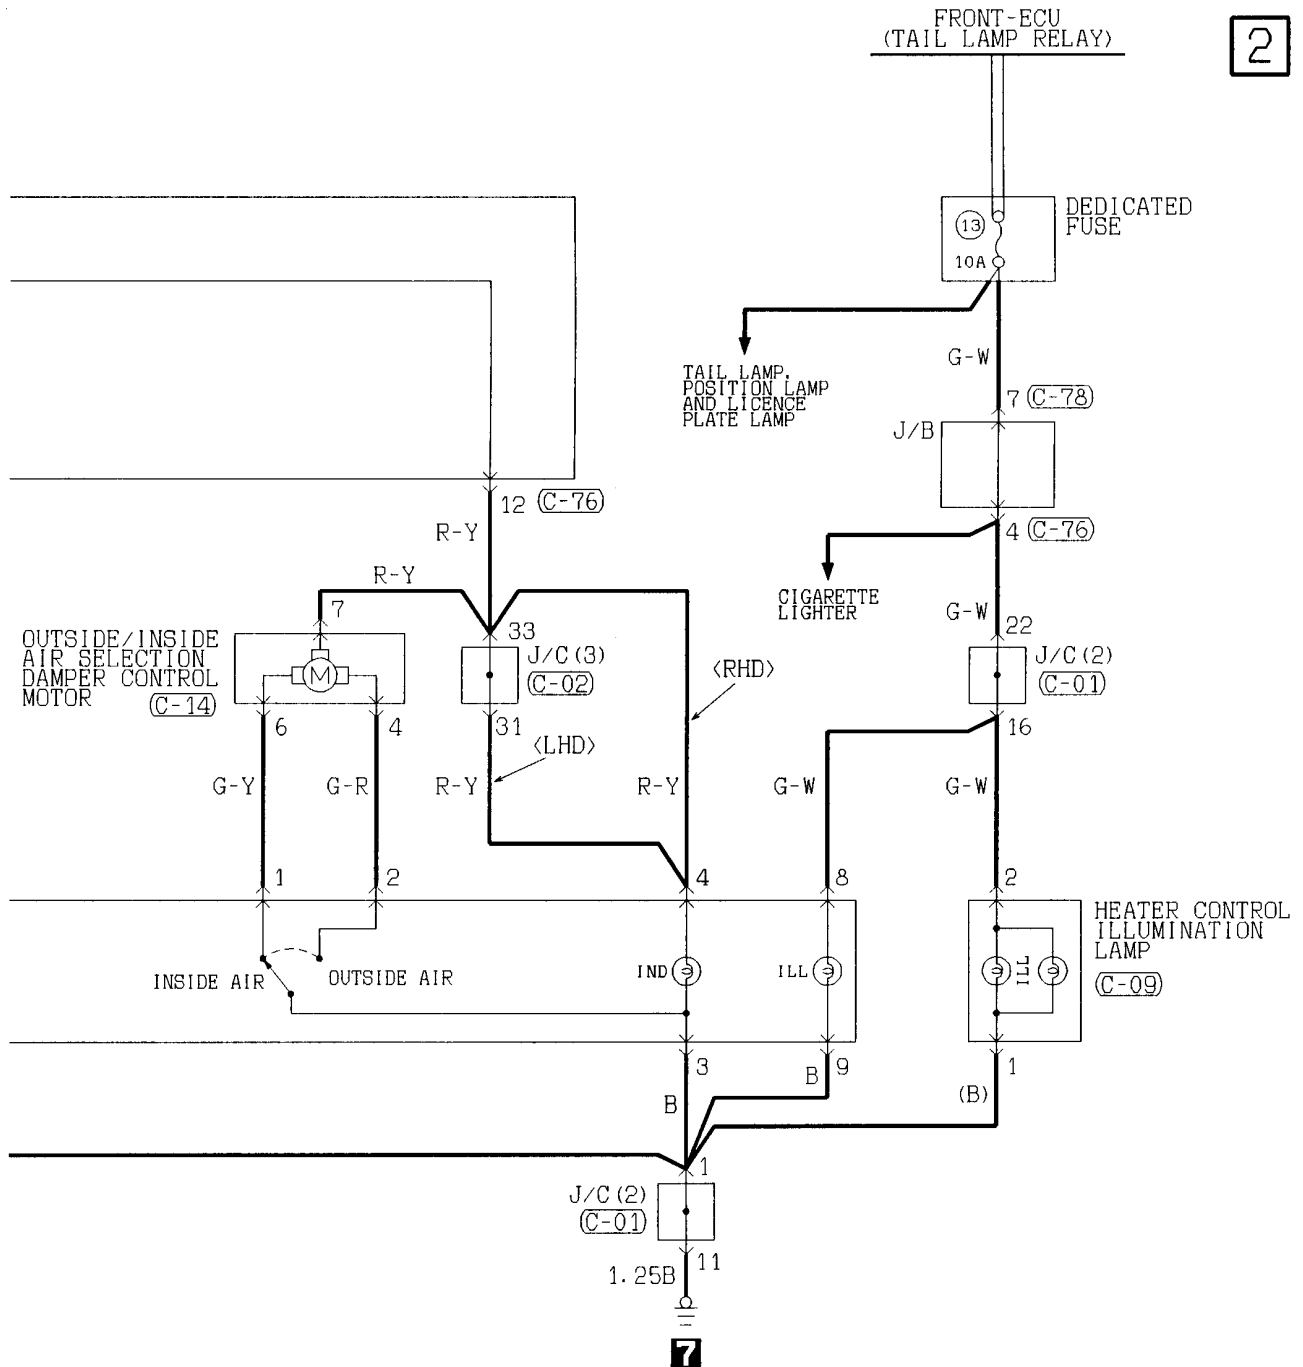 FRONT-ECU
(TAIL LAMP RELAY)
2
13
10A
DEDICATED
FUSE
TAIL LAMP,
POSITION LAMP
AND LICENCE
PLATE LAMP
G-W
7 (C-78)
J/B
12 (C-76)
R-Y
4 (C-76)
CIGARETTE
LIGHTER
G-W
R-Y
7
33
22
OUTSIDE/INSIDE
AIR SELECTION
DAMPER CONTROL
MOTOR
(C-14)
M
J/C(3)
(C-02)
<RHD>
J/C(2)
(C-01)
6
4
31
16
<LHD>
G-Y
G-R
R-Y
R-Y
G-W
G-W
1
2
4
8
2
INSIDE AIR
OUTSIDE AIR
IND
ILL
ILL
HEATER CONTROL
ILLUMINATION
LAMP
(C-09)
3
9
1
B
B
(B)
1
J/C(2)
(C-01)
11
1.25B
7